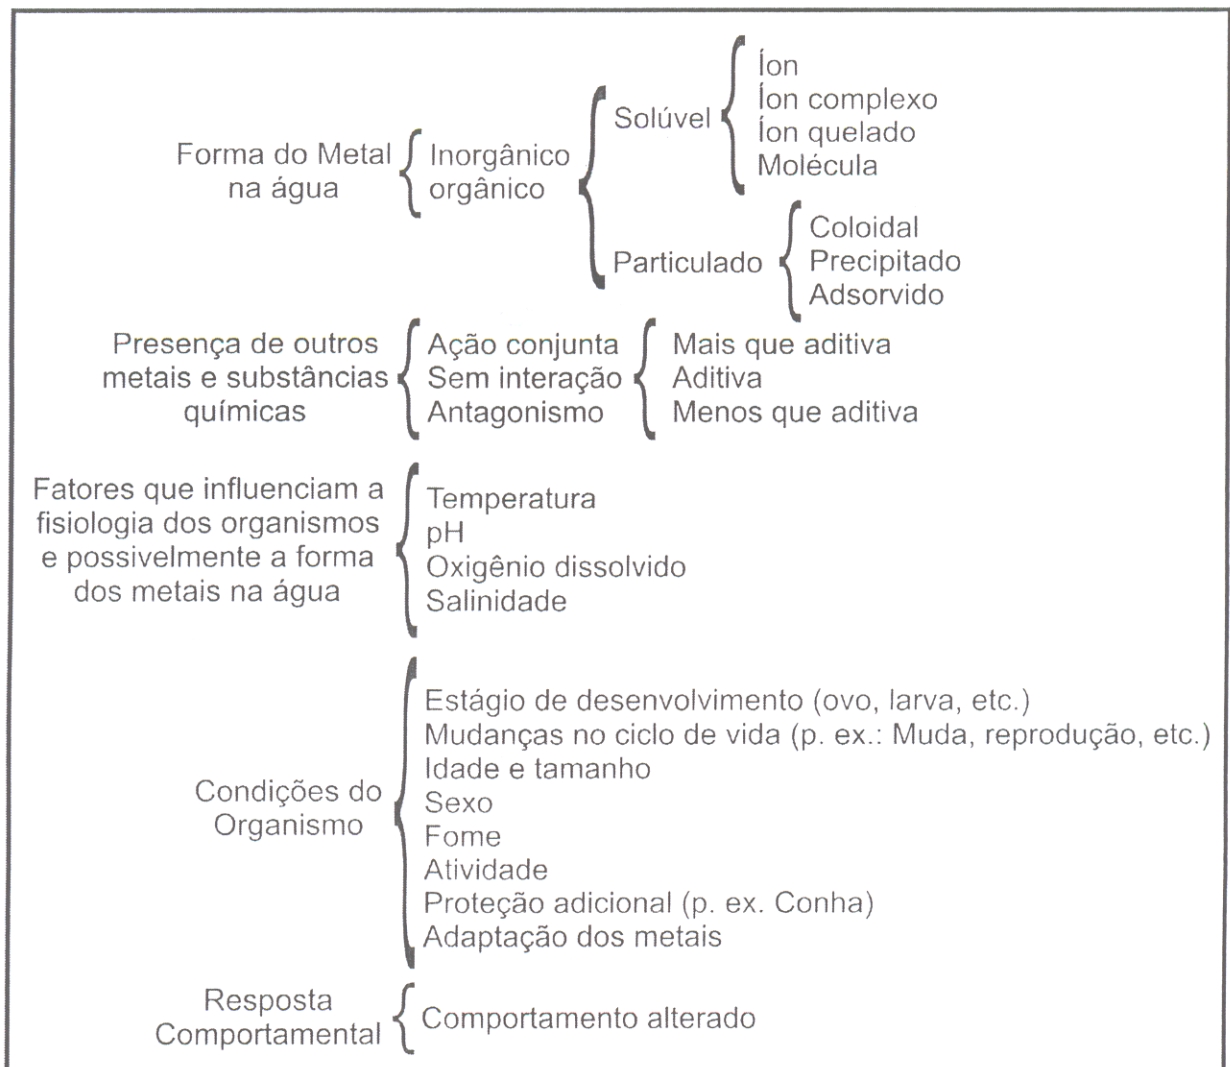 Forma do Metal
na água
Inorgânico
orgânico
Solúvel
Íon
Íon complexo
Íon quelado
Molécula
Particulado
Coloidal
Precipitado
Adsorvido
Presença de outros
metais e substâncias
químicas
Ação conjunta
Sem interação
Antagonismo
Mais que aditiva
Aditiva
Menos que aditiva
Fatores que influenciam a
fisiologia dos organismos
e possivelmente a forma
dos metais na água
Temperatura
pH
Oxigênio dissolvido
Salinidade
Condições do
Organismo
Estágio de desenvolvimento (ovo, larva, etc.)
Mudanças no ciclo de vida (p. ex.: Muda, reprodução, etc.)
Idade e tamanho
Sexo
Fome
Atividade
Proteção adicional (p. ex. Conha)
Adaptação dos metais
Resposta
Comportamental
Comportamento alterado